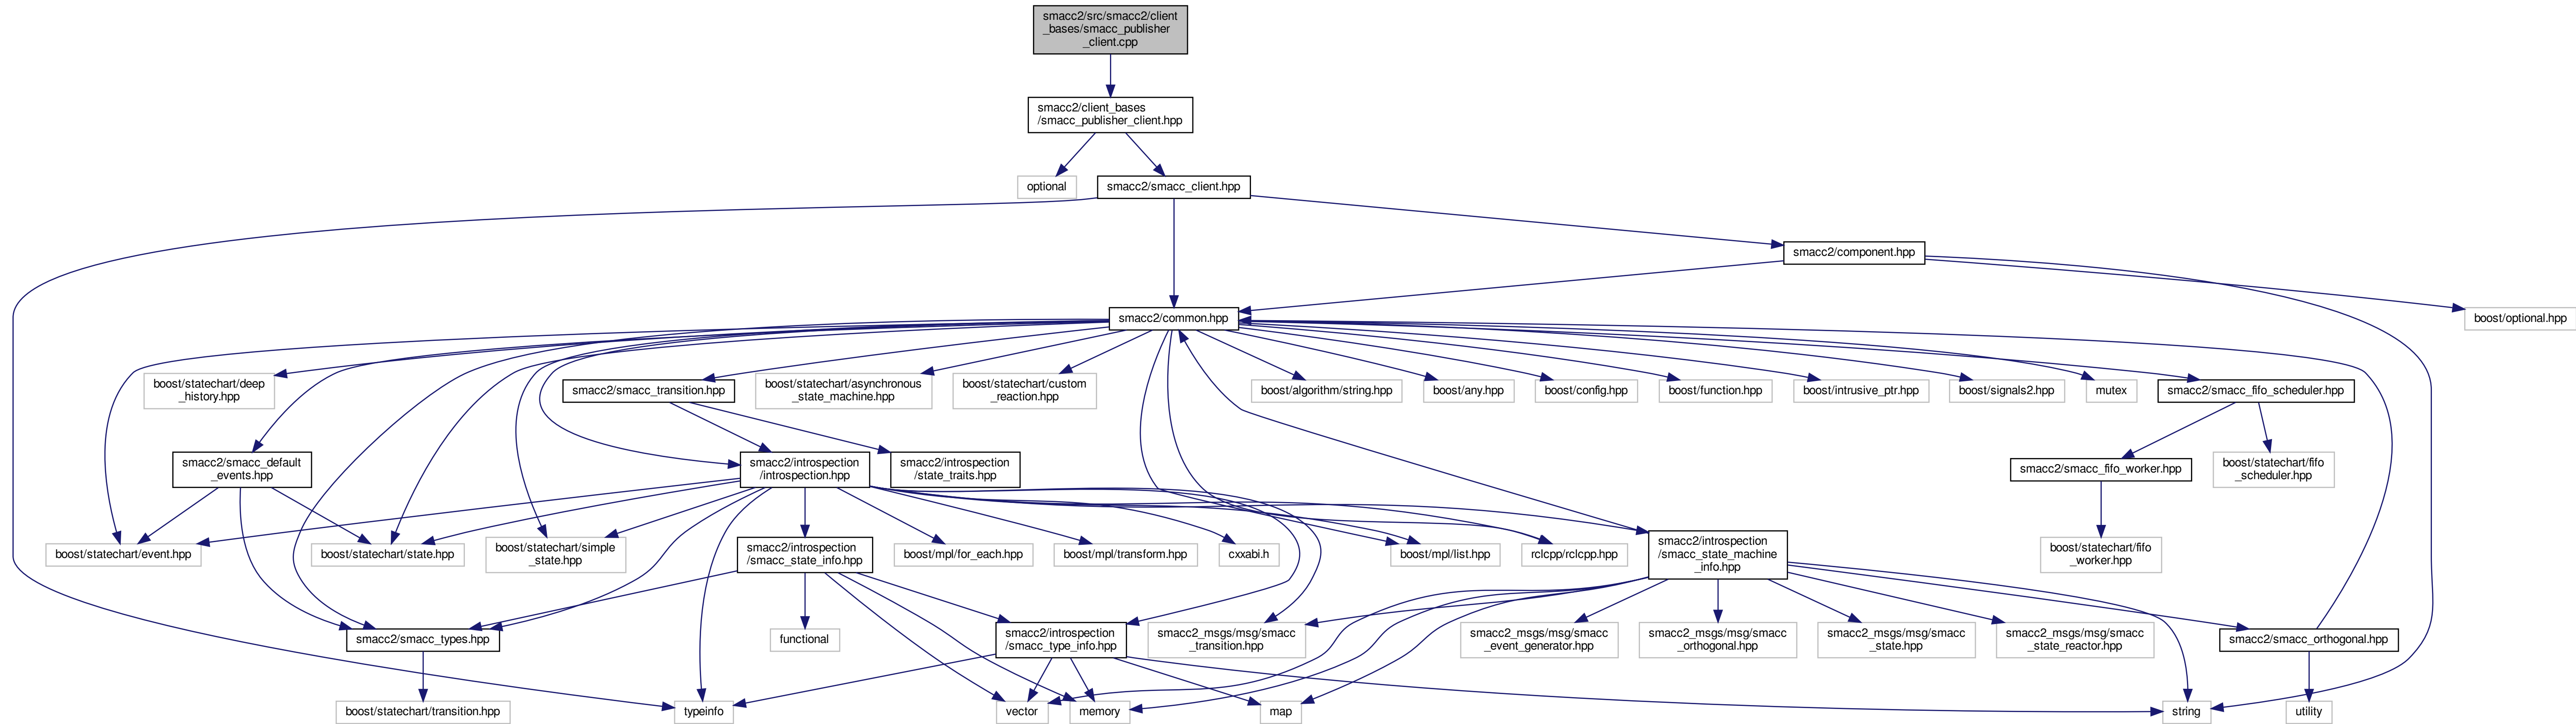 smacc2/src/smacc2/client
_bases/smacc_publisher
_client.cpp
smacc2/client_bases
/smacc_publisher_client.hpp
optional
smacc2/smacc_client.hpp
smacc2/component.hpp
smacc2/common.hpp
boost/optional.hpp
boost/statechart/deep
_history.hpp
smacc2/smacc_transition.hpp
boost/statechart/asynchronous
_state_machine.hpp
boost/statechart/custom
_reaction.hpp
boost/algorithm/string.hpp
boost/any.hpp
boost/config.hpp
boost/function.hpp
boost/intrusive_ptr.hpp
boost/signals2.hpp
mutex
smacc2/smacc_fifo_scheduler.hpp
smacc2/smacc_default
_events.hpp
smacc2/introspection
/introspection.hpp
smacc2/introspection
/state_traits.hpp
smacc2/smacc_fifo_worker.hpp
boost/statechart/fifo
_scheduler.hpp
boost/statechart/event.hpp
boost/statechart/state.hpp
boost/statechart/simple
_state.hpp
smacc2/introspection
/smacc_state_info.hpp
boost/mpl/for_each.hpp
boost/mpl/transform.hpp
cxxabi.h
boost/mpl/list.hpp
rclcpp/rclcpp.hpp
smacc2/introspection
/smacc_state_machine
_info.hpp
boost/statechart/fifo
_worker.hpp
smacc2/smacc_types.hpp
functional
smacc2/introspection
/smacc_type_info.hpp
smacc2_msgs/msg/smacc
_transition.hpp
smacc2_msgs/msg/smacc
_event_generator.hpp
smacc2_msgs/msg/smacc
_orthogonal.hpp
smacc2_msgs/msg/smacc
_state.hpp
smacc2_msgs/msg/smacc
_state_reactor.hpp
smacc2/smacc_orthogonal.hpp
boost/statechart/transition.hpp
typeinfo
vector
memory
map
string
utility